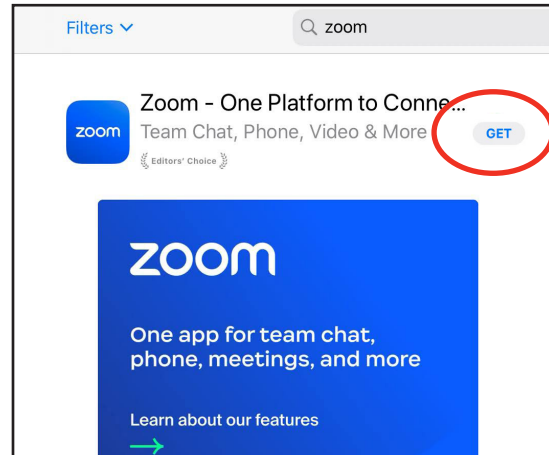 Filters
zoom
Zoom - One Platform to Conne...
zoom
Team Chat, Phone, Video & More
GET
Editors' Choice
zoom
One app for team chat,
phone, meetings, and more
Learn about our features